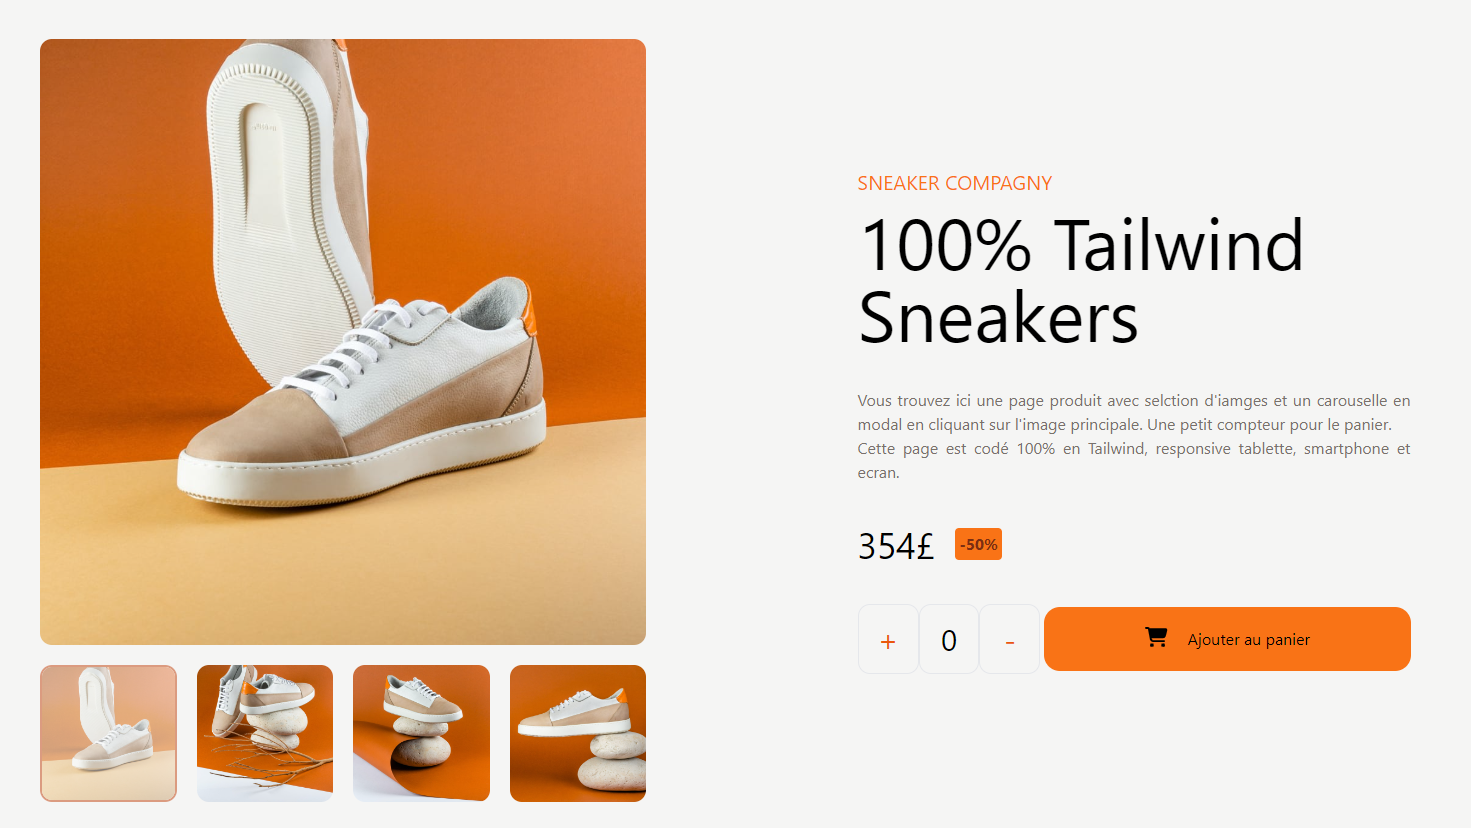 SNEAKER COMPAGNY
100% Tailwind
Sneakers
Vous trouvez ici une page produit avec selction d'iamges et un carouselle en
modal en cliquant sur l'image principale. Une petit compteur pour le panier.
Cette page est codé 100% en Tailwind, responsive tablette, smartphone et
ecran.
354£ -50%
+ 0 - Ajouter au panier